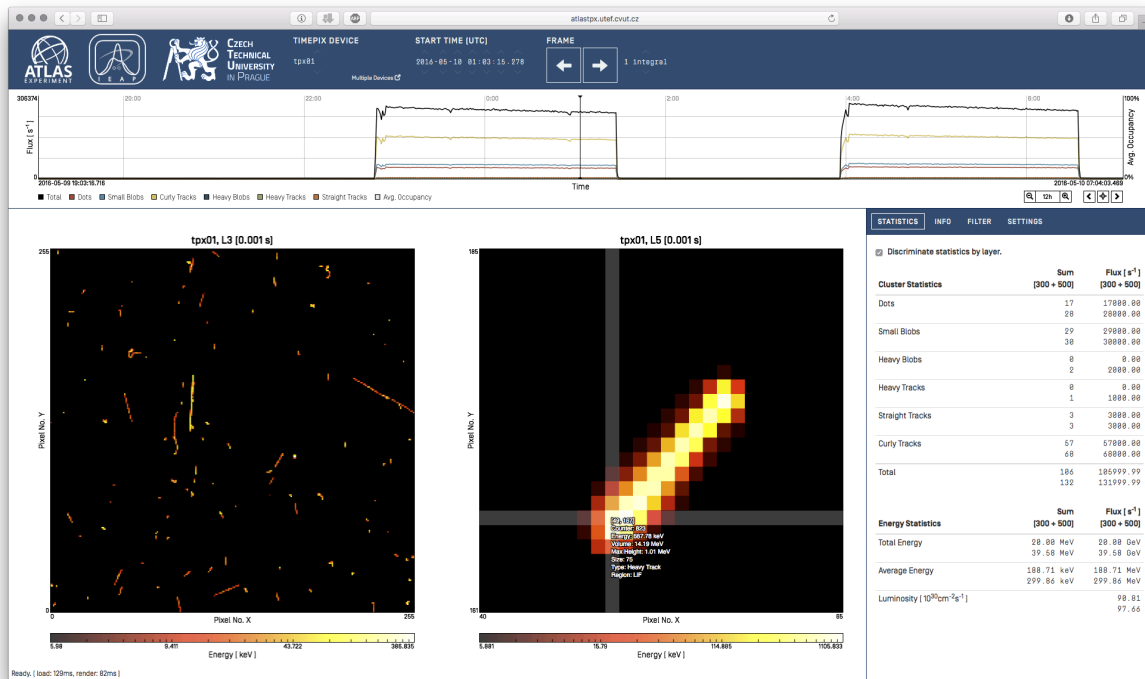 atlastpx.utef.cvut.cz
ATLAS
EXPERIMENT
I E A P
CZECH
TECHNICAL
UNIVERSITY
IN PRAGUE
TIMEPIX DEVICE
tpx01
Multiple Devices
START TIME (UTC)
2016-05-10 01:03:15.278
FRAME
1 integral
306374
20:00 22:00 0:00 2:00 4:00 6:00
100%
Flux [ s⁻¹ ]
Avg. Occupancy
0
0%
2016-05-09 19:03:16.716
Time
2016-05-10 07:04:03.469
Total Dots Small Blobs Curly Tracks Heavy Blobs Heavy Tracks Straight Tracks Avg. Occupancy
12h
tpx01, L3 [0.001 s]
255
Pixel No. Y
0
0 255
Pixel No. X
5.98 9.411 43.722 386.835
Energy [ keV ]
tpx01, L5 [0.001 s]
185
Pixel No. Y
161
40 65
Pixel No. X
Counter: 823
Energy: 887.78 keV
Volume: 14.19 MeV
Max Height: 1.01 MeV
Size: 75
Type: Heavy Track
Region: LIF
5.881 15.79 114.885 1105.833
Energy [ keV ]
STATISTICS INFO FILTER SETTINGS
Discriminate statistics by layer.
Sum Flux [ s⁻¹ ]
Cluster Statistics [300 + 500] [300 + 500]
Dots 17 17000.00
28 28000.00
Small Blobs 29 29000.00
30 30000.00
Heavy Blobs 0 0.00
2 2000.00
Heavy Tracks 0 0.00
1 1000.00
Straight Tracks 3 3000.00
3 3000.00
Curly Tracks 57 57000.00
68 68000.00
Total 106 105999.99
132 131999.99
Sum Flux [ s⁻¹ ]
Energy Statistics [300 + 500] [300 + 500]
Total Energy 20.00 MeV 20.00 GeV
39.58 MeV 39.58 GeV
Average Energy 188.71 keV 188.71 MeV
299.86 keV 299.86 MeV
Luminosity [ 10³⁰cm⁻²s⁻¹ ] 90.81
97.66
Ready. [ load: 129ms, render: 82ms ]